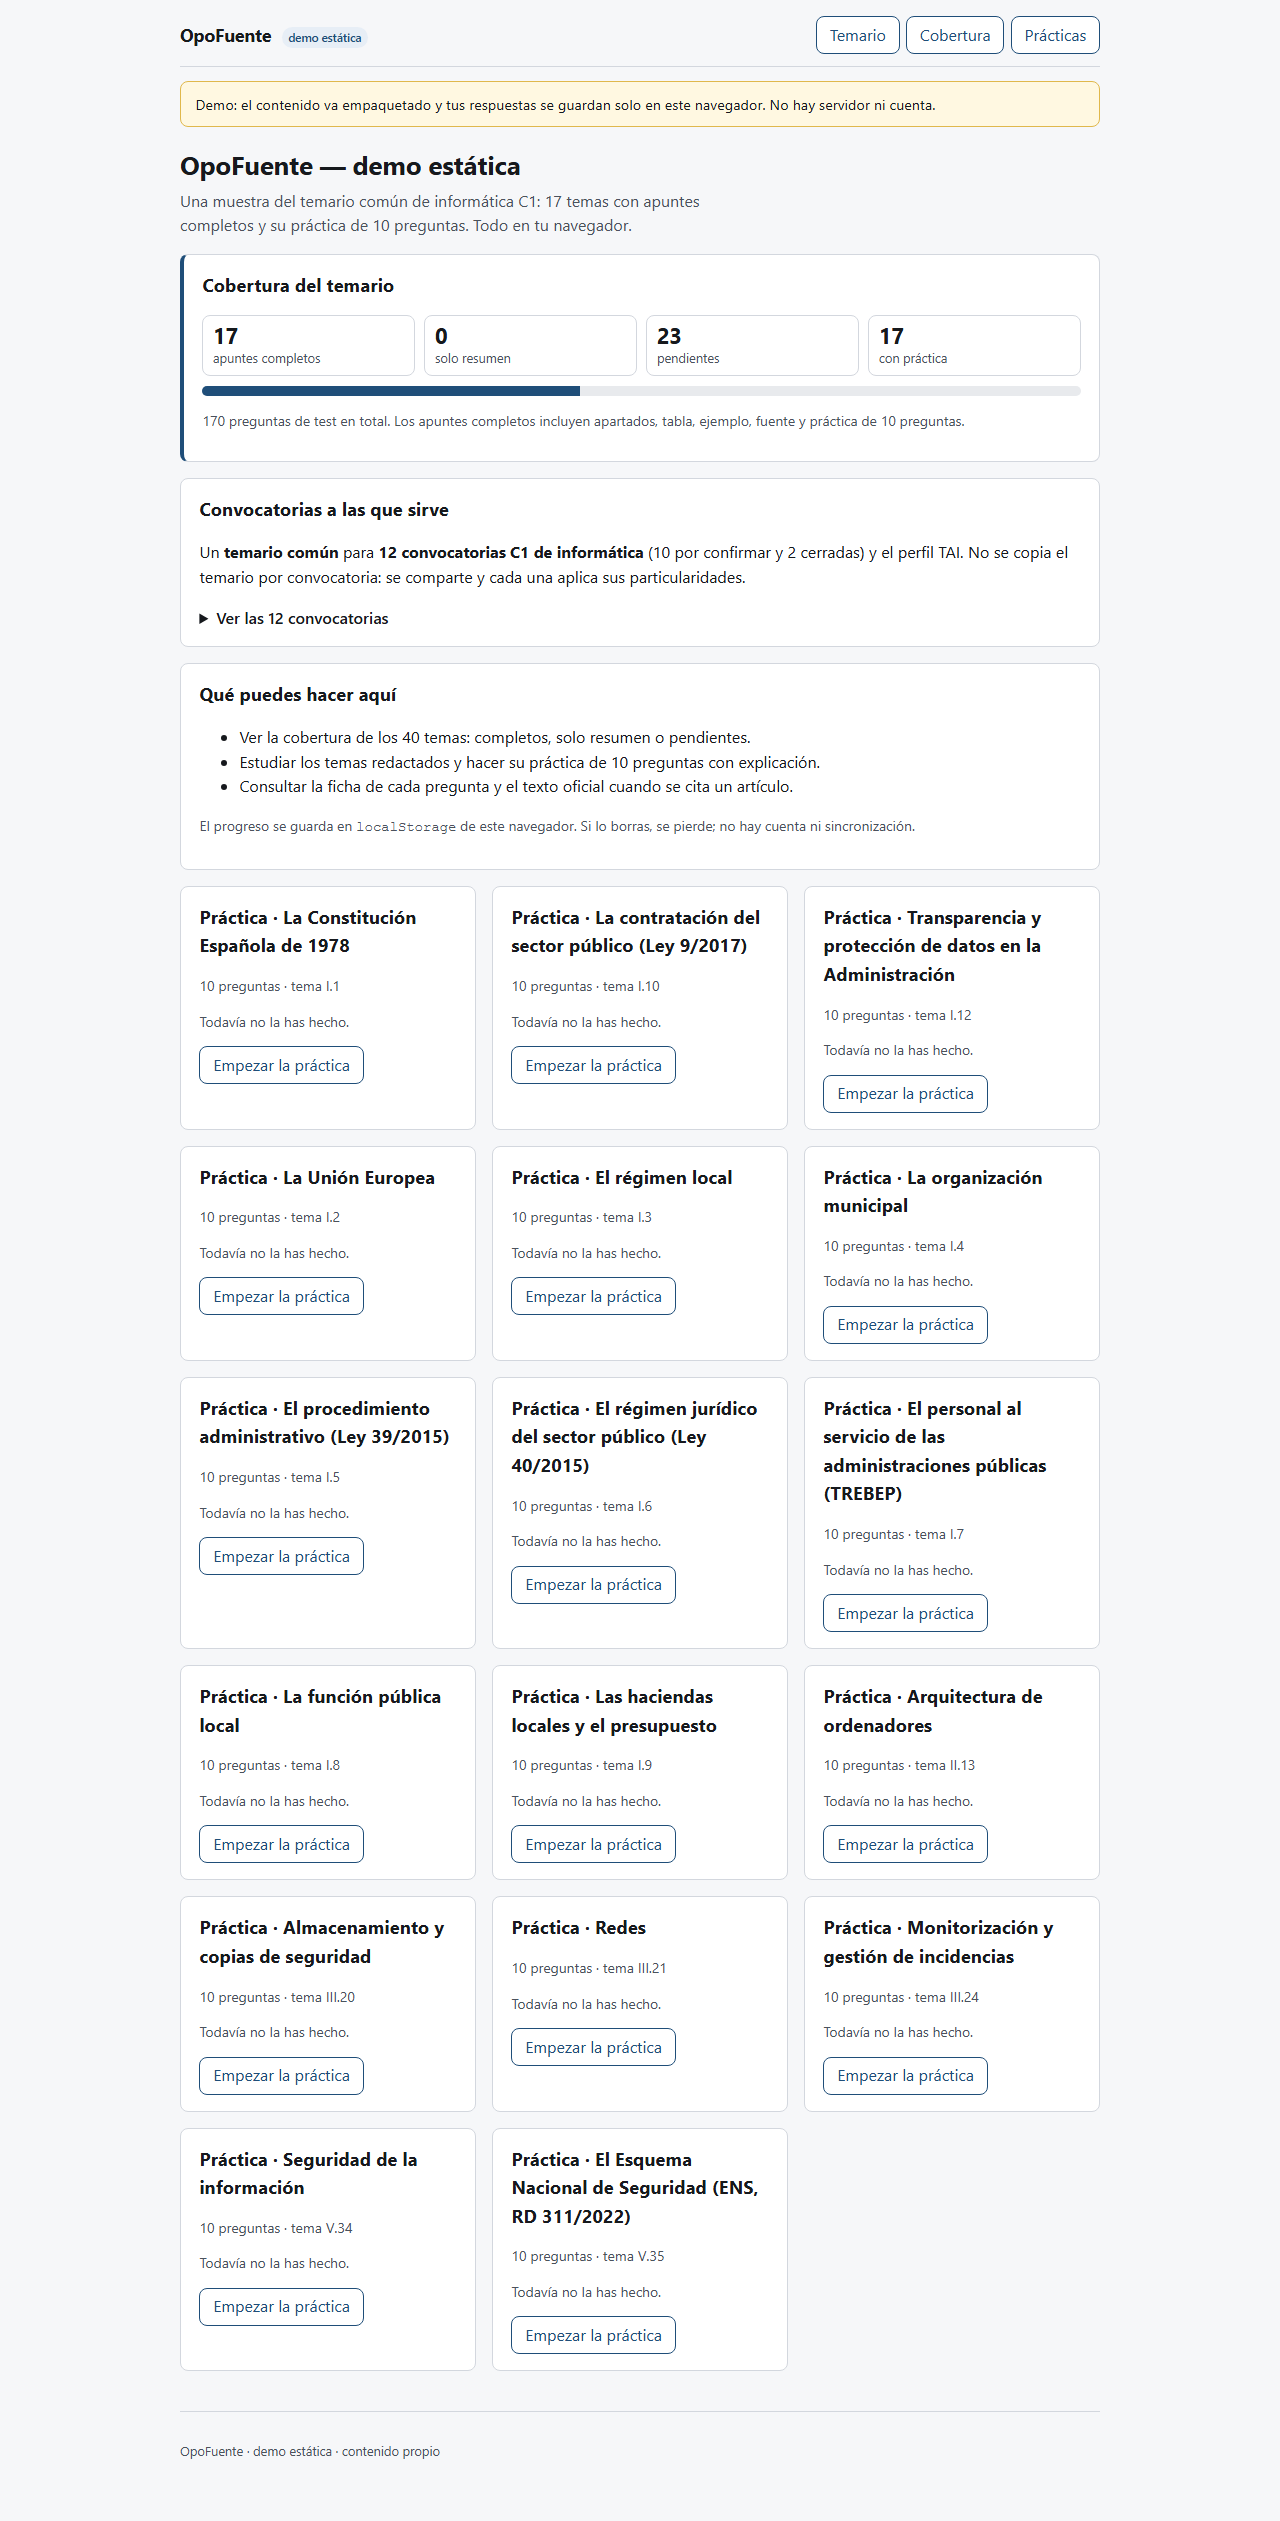 OpoFuente demo estática
Temario Cobertura Prácticas
Demo: el contenido va empaquetado y tus respuestas se guardan solo en este navegador. No hay servidor ni cuenta.
OpoFuente — demo estática
Una muestra del temario común de informática C1: 17 temas con apuntes
completos y su práctica de 10 preguntas. Todo en tu navegador.
Cobertura del temario
17
apuntes completos
0
solo resumen
23
pendientes
17
con práctica
170 preguntas de test en total. Los apuntes completos incluyen apartados, tabla, ejemplo, fuente y práctica de 10 preguntas.
Convocatorias a las que sirve
Un temario común para 12 convocatorias C1 de informática (10 por confirmar y 2 cerradas) y el perfil TAI. No se copia el
temario por convocatoria: se comparte y cada una aplica sus particularidades.
▶ Ver las 12 convocatorias
Qué puedes hacer aquí
• Ver la cobertura de los 40 temas: completos, solo resumen o pendientes.
• Estudiar los temas redactados y hacer su práctica de 10 preguntas con explicación.
• Consultar la ficha de cada pregunta y el texto oficial cuando se cita un artículo.
El progreso se guarda en localStorage de este navegador. Si lo borras, se pierde; no hay cuenta ni sincronización.
Práctica · La Constitución
Española de 1978
10 preguntas · tema I.1
Todavía no la has hecho.
Empezar la práctica
Práctica · La contratación del
sector público (Ley 9/2017)
10 preguntas · tema I.10
Todavía no la has hecho.
Empezar la práctica
Práctica · Transparencia y
protección de datos en la
Administración
10 preguntas · tema I.12
Todavía no la has hecho.
Empezar la práctica
Práctica · La Unión Europea
10 preguntas · tema I.2
Todavía no la has hecho.
Empezar la práctica
Práctica · El régimen local
10 preguntas · tema I.3
Todavía no la has hecho.
Empezar la práctica
Práctica · La organización
municipal
10 preguntas · tema I.4
Todavía no la has hecho.
Empezar la práctica
Práctica · El procedimiento
administrativo (Ley 39/2015)
10 preguntas · tema I.5
Todavía no la has hecho.
Empezar la práctica
Práctica · El régimen jurídico
del sector público (Ley
40/2015)
10 preguntas · tema I.6
Todavía no la has hecho.
Empezar la práctica
Práctica · El personal al
servicio de las
administraciones públicas
(TREBEP)
10 preguntas · tema I.7
Todavía no la has hecho.
Empezar la práctica
Práctica · La función pública
local
10 preguntas · tema I.8
Todavía no la has hecho.
Empezar la práctica
Práctica · Las haciendas
locales y el presupuesto
10 preguntas · tema I.9
Todavía no la has hecho.
Empezar la práctica
Práctica · Arquitectura de
ordenadores
10 preguntas · tema II.13
Todavía no la has hecho.
Empezar la práctica
Práctica · Almacenamiento y
copias de seguridad
10 preguntas · tema III.20
Todavía no la has hecho.
Empezar la práctica
Práctica · Redes
10 preguntas · tema III.21
Todavía no la has hecho.
Empezar la práctica
Práctica · Monitorización y
gestión de incidencias
10 preguntas · tema III.24
Todavía no la has hecho.
Empezar la práctica
Práctica · Seguridad de la
información
10 preguntas · tema V.34
Todavía no la has hecho.
Empezar la práctica
Práctica · El Esquema
Nacional de Seguridad (ENS,
RD 311/2022)
10 preguntas · tema V.35
Todavía no la has hecho.
Empezar la práctica
OpoFuente · demo estática · contenido propio